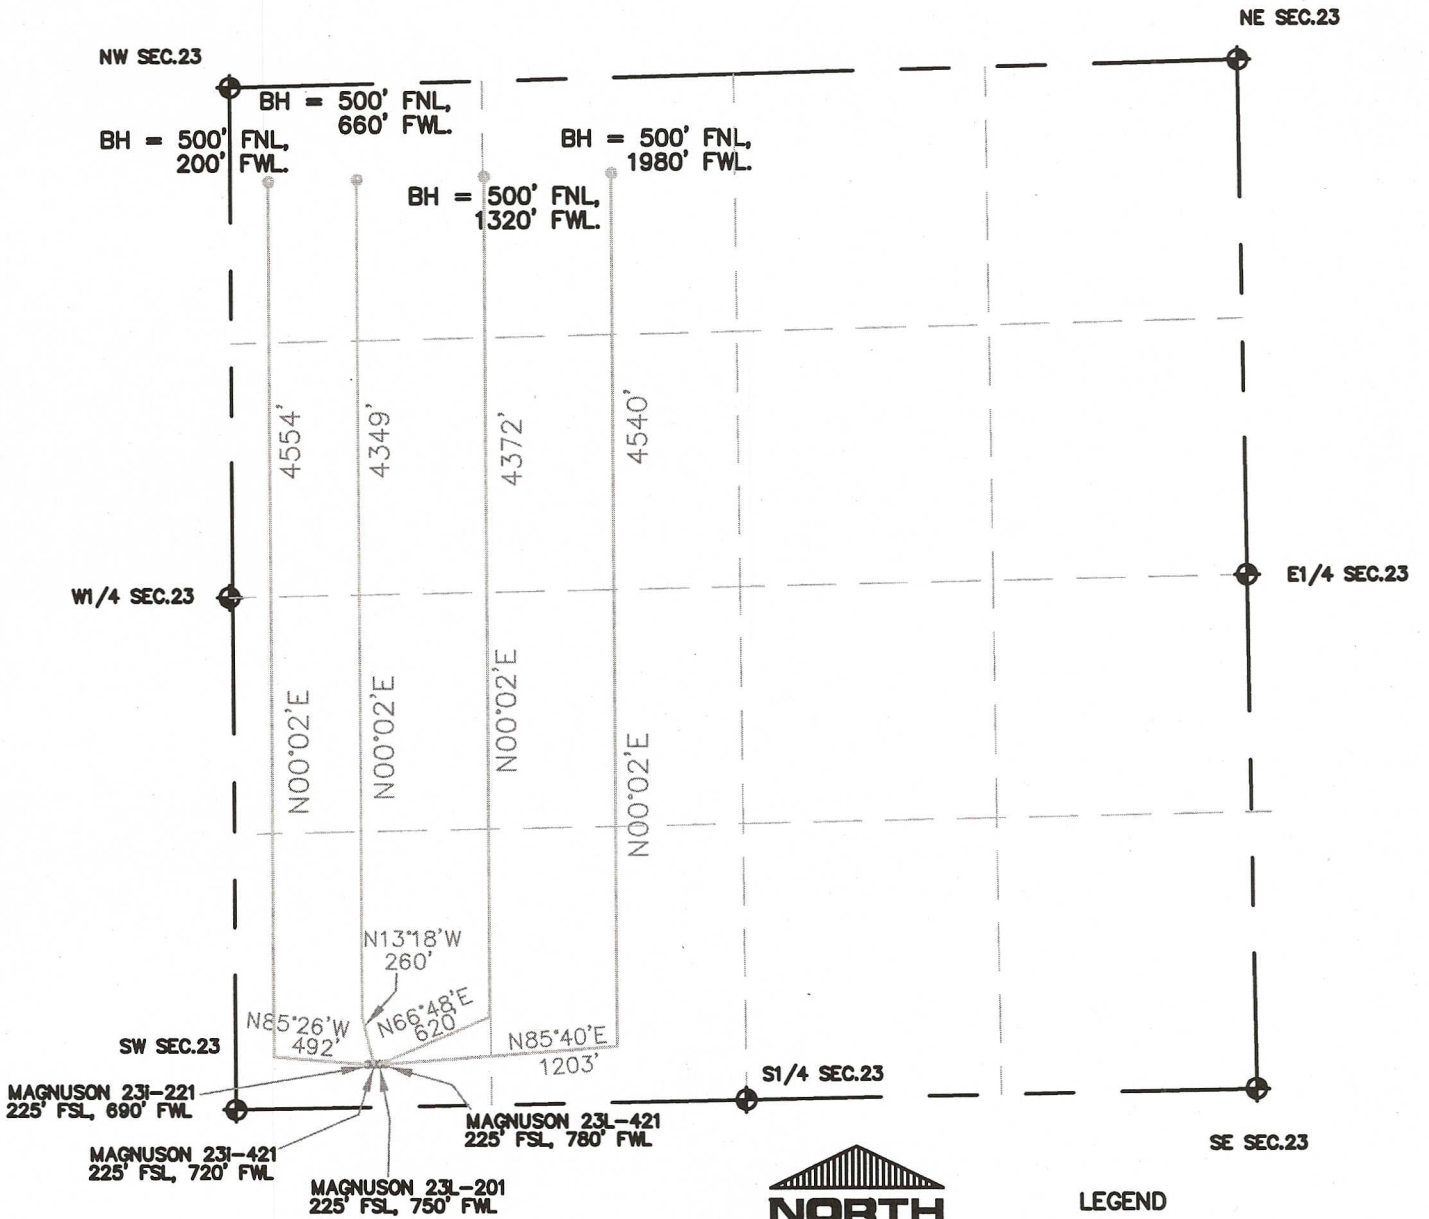 NE SEC.23
NW SEC.23
BH = 500' FNL,
660' FWL.
BH = 500' FNL,
200' FWL.
BH = 500' FNL,
1980' FWL.
BH = 500' FNL,
1320' FWL.
4554'
4349'
4372'
4540'
W1/4 SEC.23
E1/4 SEC.23
N00°02'E
N00°02'E
N00°02'E
N00°02'E
N13°18'W
260'
N85°26'W
492'
N66°48'E
620'
N85°40'E
1203'
SW SEC.23
S1/4 SEC.23
MAGNUSON 23i-221
225' FSL, 690' FWL
MAGNUSON 23L-421
225' FSL, 780' FWL
SE SEC.23
MAGNUSON 23i-421
225' FSL, 720' FWL
MAGNUSON 23L-201
225' FSL, 750' FWL
NORTH
LEGEND